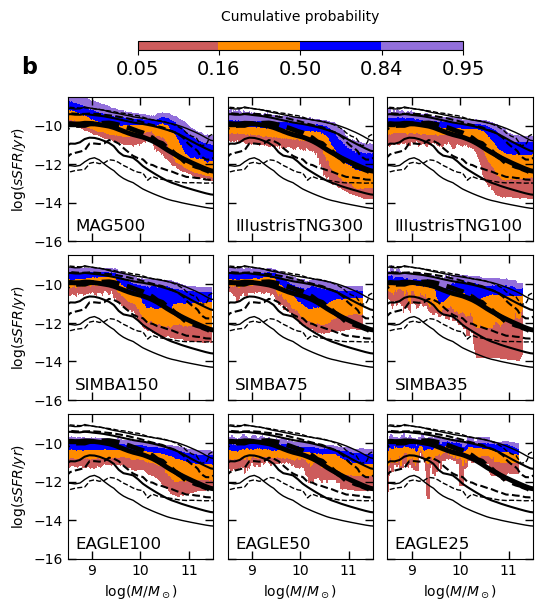 Cumulative probability
b
0.05 0.16 0.50 0.84 0.95
log(sSFR/yr)
−10
−12
−14
−16
MAG500 IllustrisTNG300 IllustrisTNG100
log(sSFR/yr)
−10
−12
−14
−16
SIMBA150 SIMBA75 SIMBA35
log(sSFR/yr)
−10
−12
−14
−16
EAGLE100 EAGLE50 EAGLE25
9 10 11 9 10 11 9 10 11
log(M/M⊙) log(M/M⊙) log(M/M⊙)